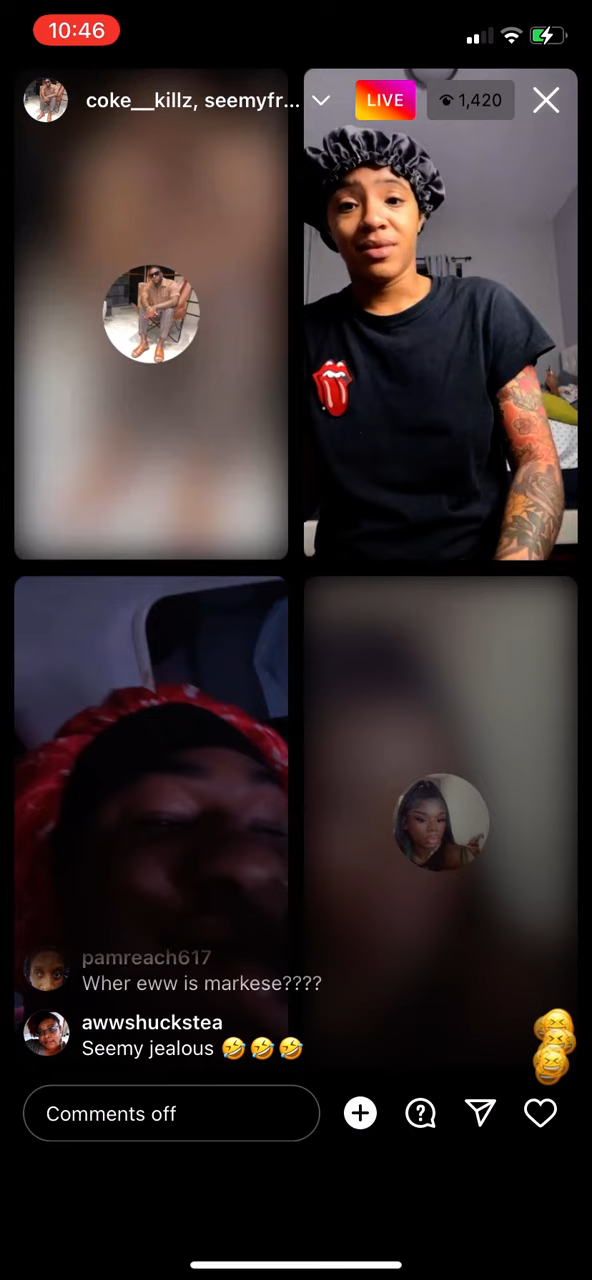 10:46
coke__killz, seemyfr...
LIVE
1,420
pamreach617
Wher eww is markese????
awwshuckstea
Seemy jealous 🤣🤣🤣
Comments off